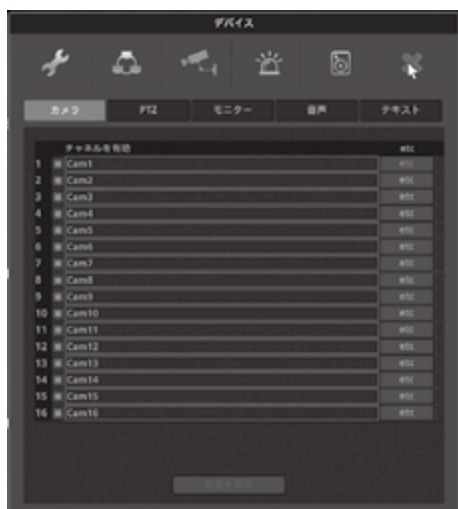 デバイス
カメラ PTZ モニター 音声 テキスト
チャネルを有効 etc
1 Cam1 etc
2 Cam2 etc
3 Cam3 etc
4 Cam4 etc
5 Cam5 etc
6 Cam6 etc
7 Cam7 etc
8 Cam8 etc
9 Cam9 etc
10 Cam10 etc
11 Cam11 etc
12 Cam12 etc
13 Cam13 etc
14 Cam14 etc
15 Cam15 etc
16 Cam16 etc